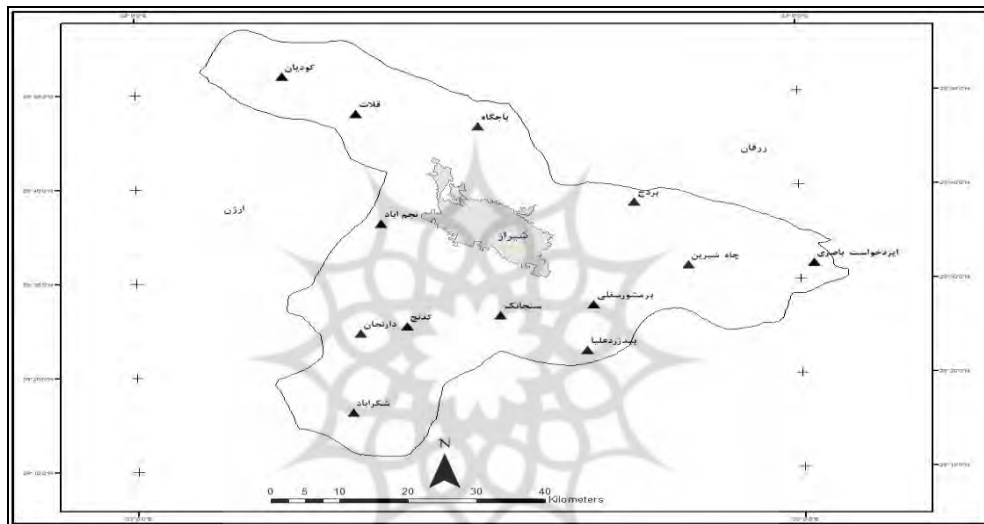 کودیان
قلات
باجگاه
زرقان
بردج
ارژن
نجم اباد
شیراز
چاه شیرین
ایزدخواست باصری
برمشورسفلی
سنجانک
کدنج
دارنجان
بیدزردعلیا
شکراباد
N
0 5 10 20 30 40
Kilometers